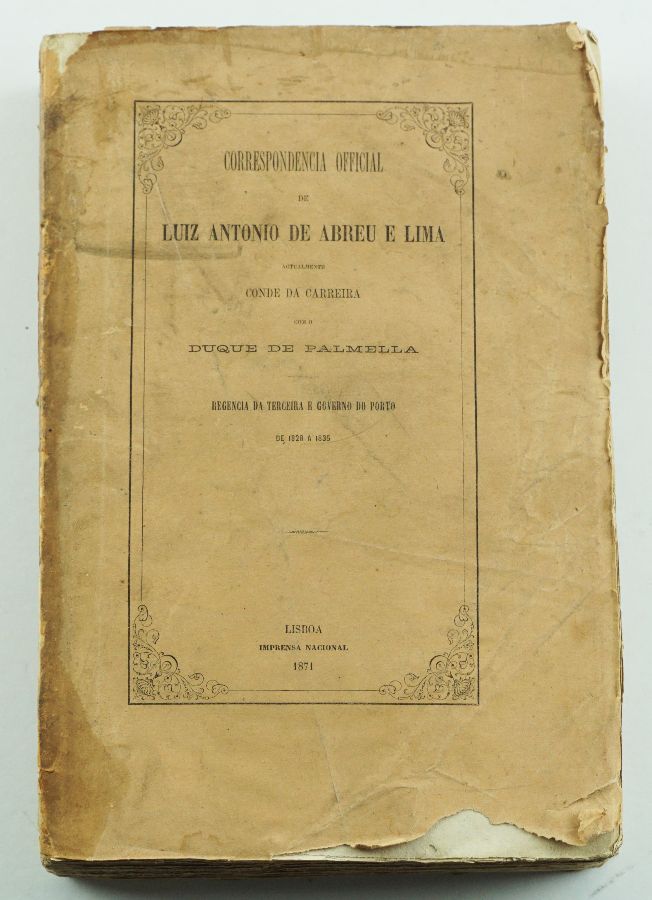 CORRESPONDENCIA OFFICIAL
DE
LUIZ ANTONIO DE ABREU E LIMA
ACTUALMENTE
CONDE DA CARREIRA
COM O
DUQUE DE PALMELLA
REGENCIA DA TERCEIRA E GOVERNO DO PORTO
DE 1828 A 1835
LISBOA
IMPRENSA NACIONAL
1871